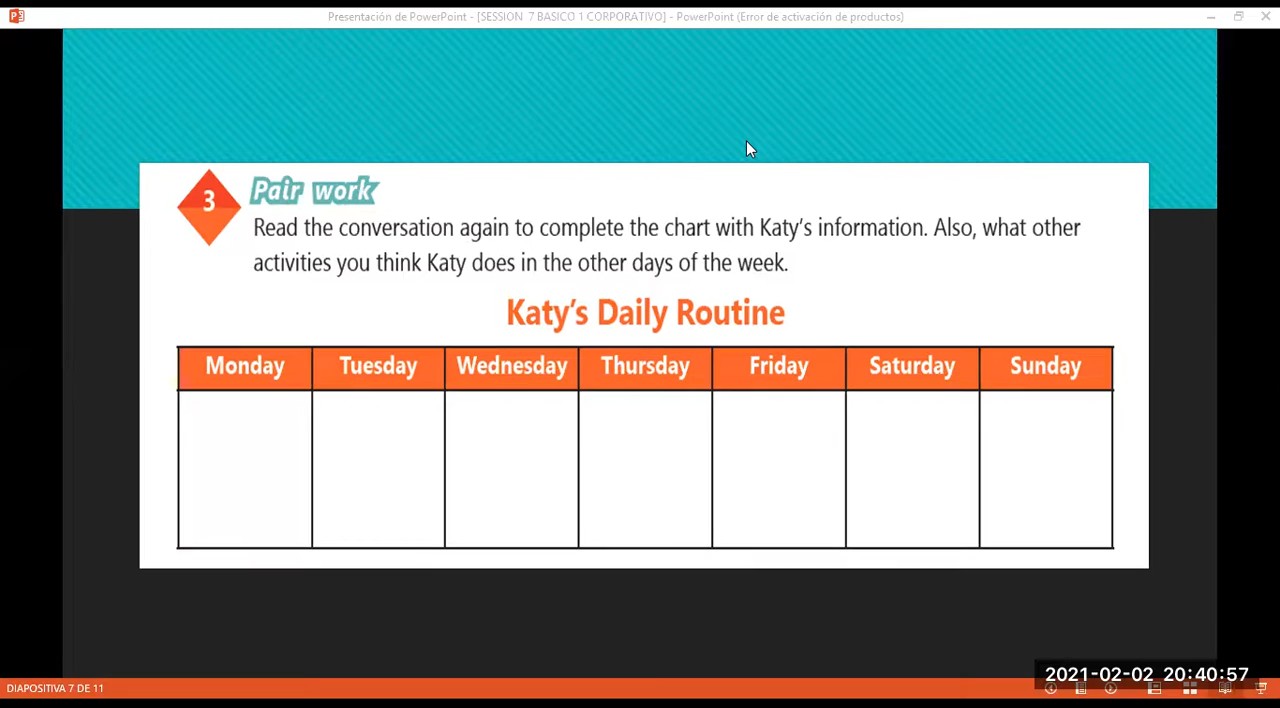 Presentación de PowerPoint - [SESSION 7 BASICO 1 CORPORATIVO] - PowerPoint (Error de activación de productos)
3
Pair work
Read the conversation again to complete the chart with Katy's information. Also, what other
activities you think Katy does in the other days of the week.
Katy's Daily Routine
Monday Tuesday Wednesday Thursday Friday Saturday Sunday
2021-02-02 20:40:57
DIAPOSITIVA 7 DE 11